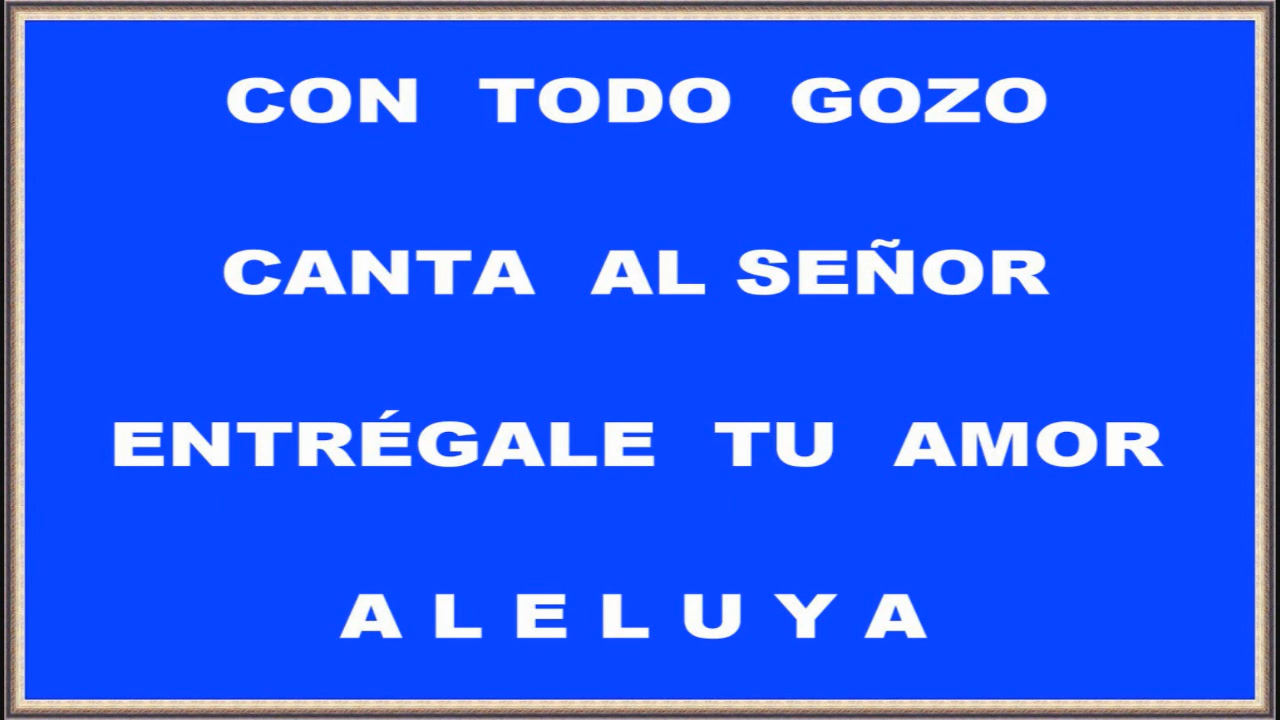 CON TODO GOZO
CANTA AL SEÑOR
ENTRÉGALE TU AMOR
A L E L U Y A